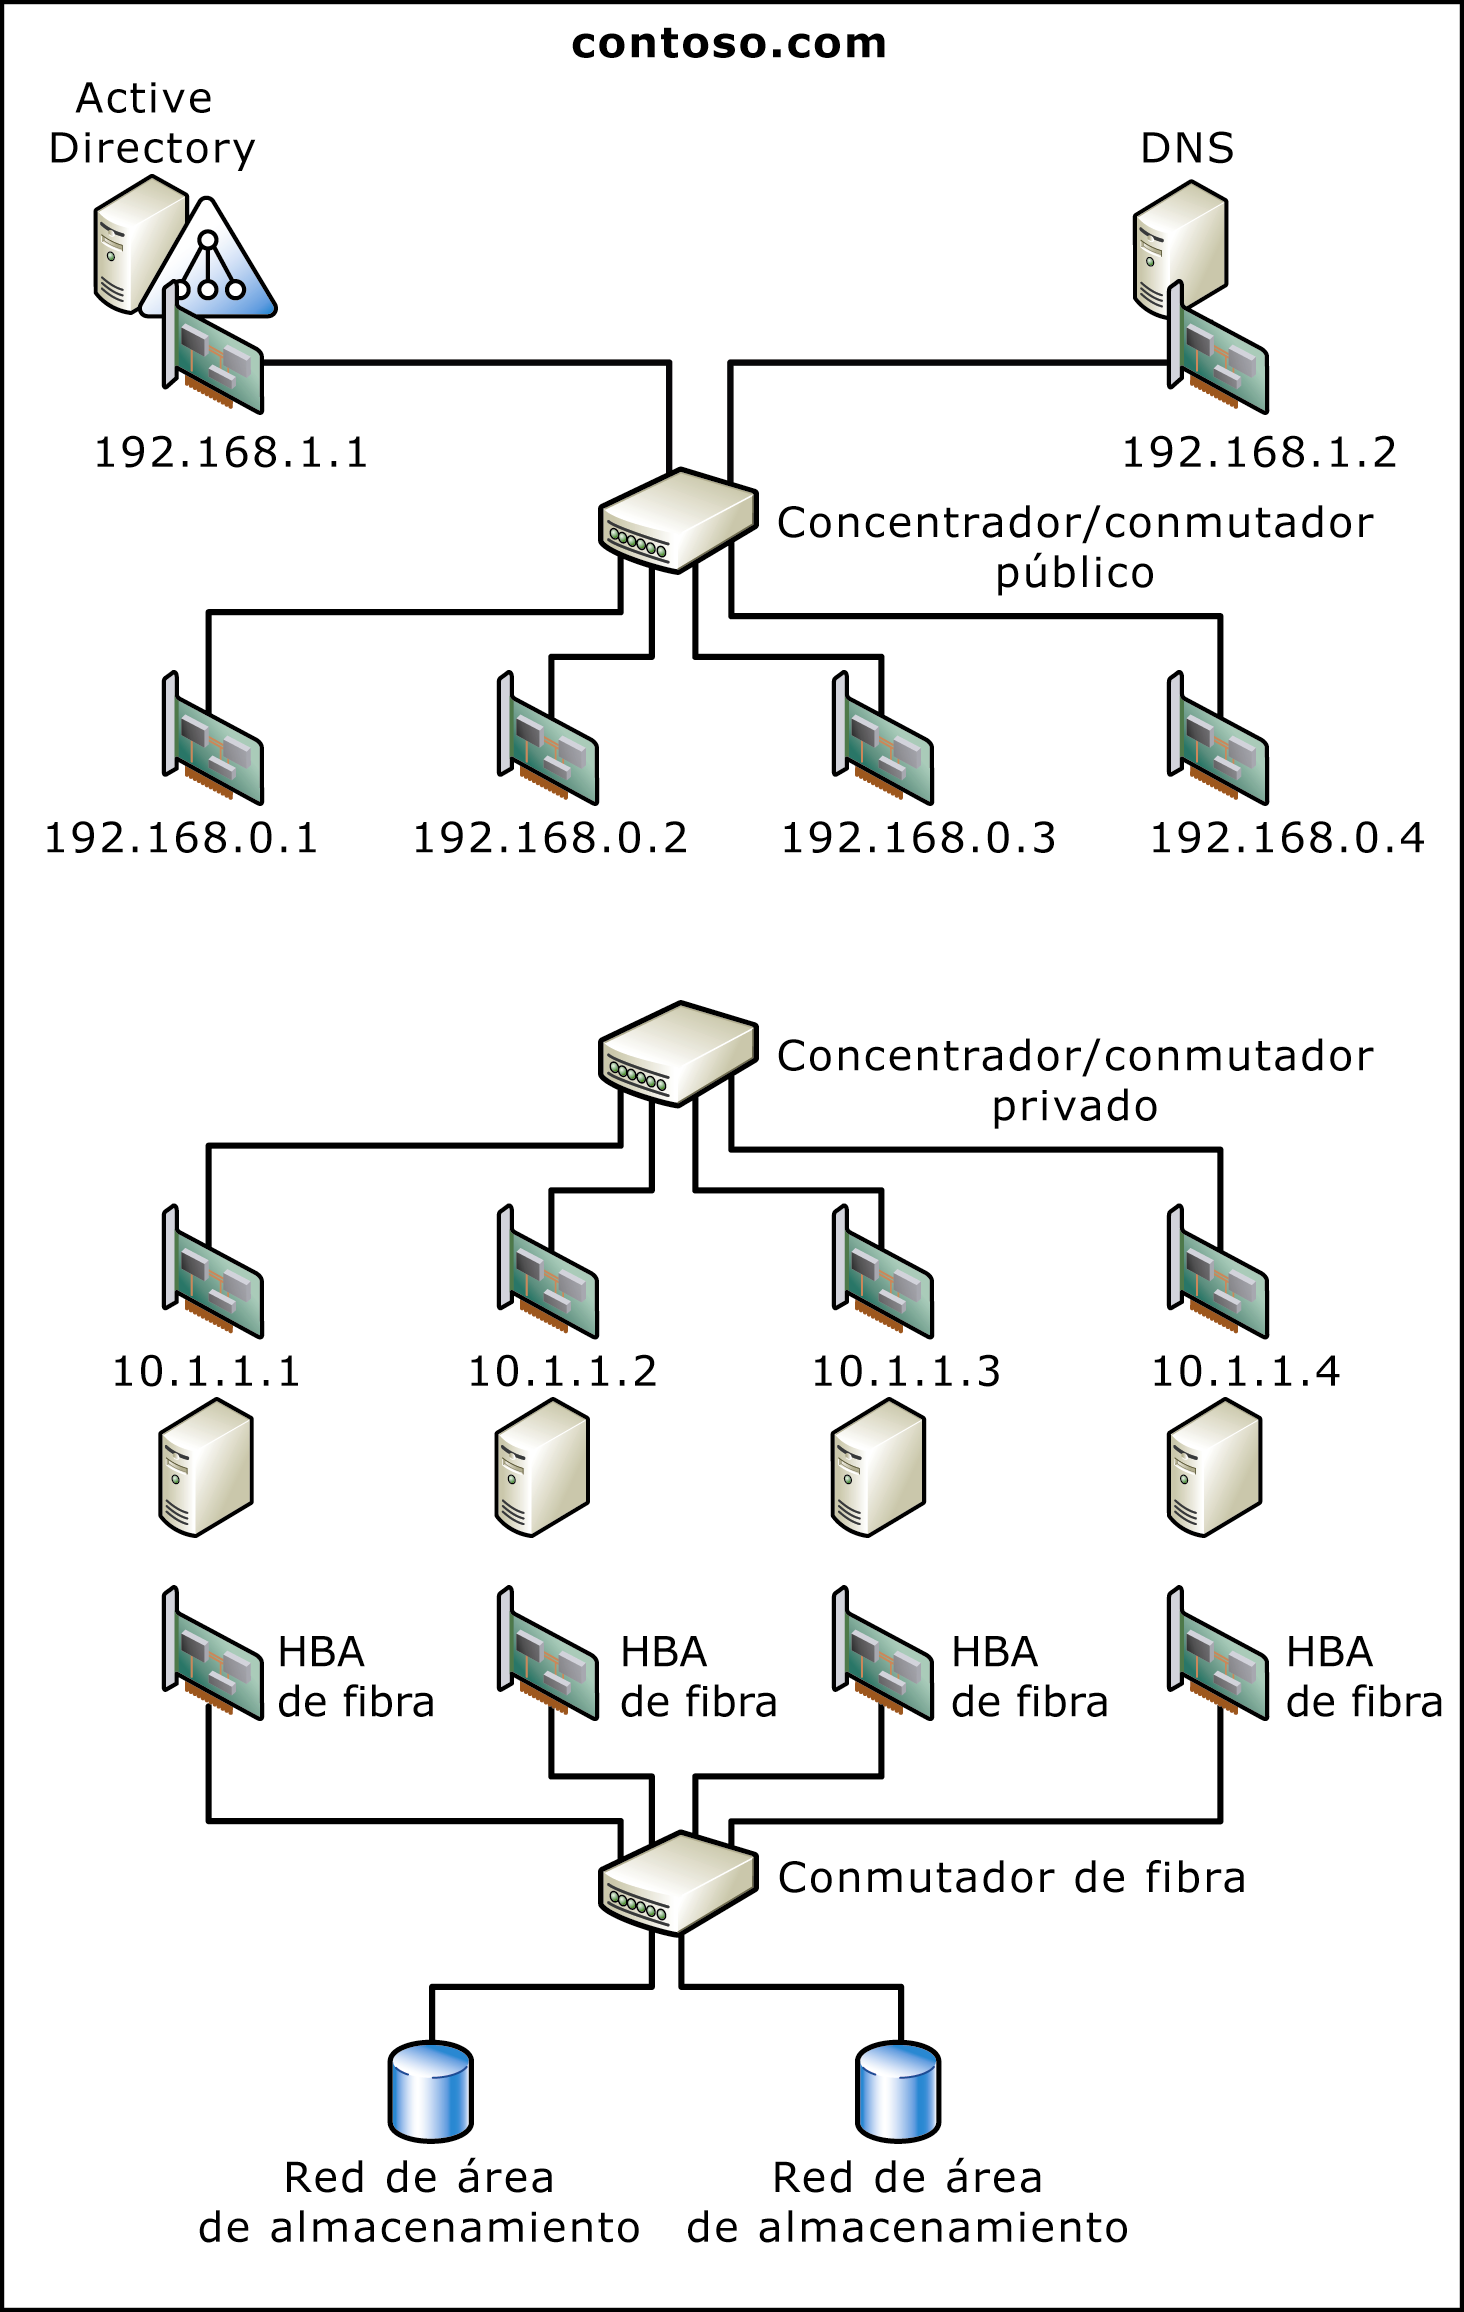 contoso.com
Active
Directory
DNS
192.168.1.1
192.168.1.2
Concentrador/conmutador
público
192.168.0.1
192.168.0.2
192.168.0.3
192.168.0.4
Concentrador/conmutador
privado
10.1.1.1
10.1.1.2
10.1.1.3
10.1.1.4
HBA
de fibra
HBA
de fibra
HBA
de fibra
HBA
de fibra
Conmutador de fibra
Red de área
de almacenamiento
Red de área
de almacenamiento